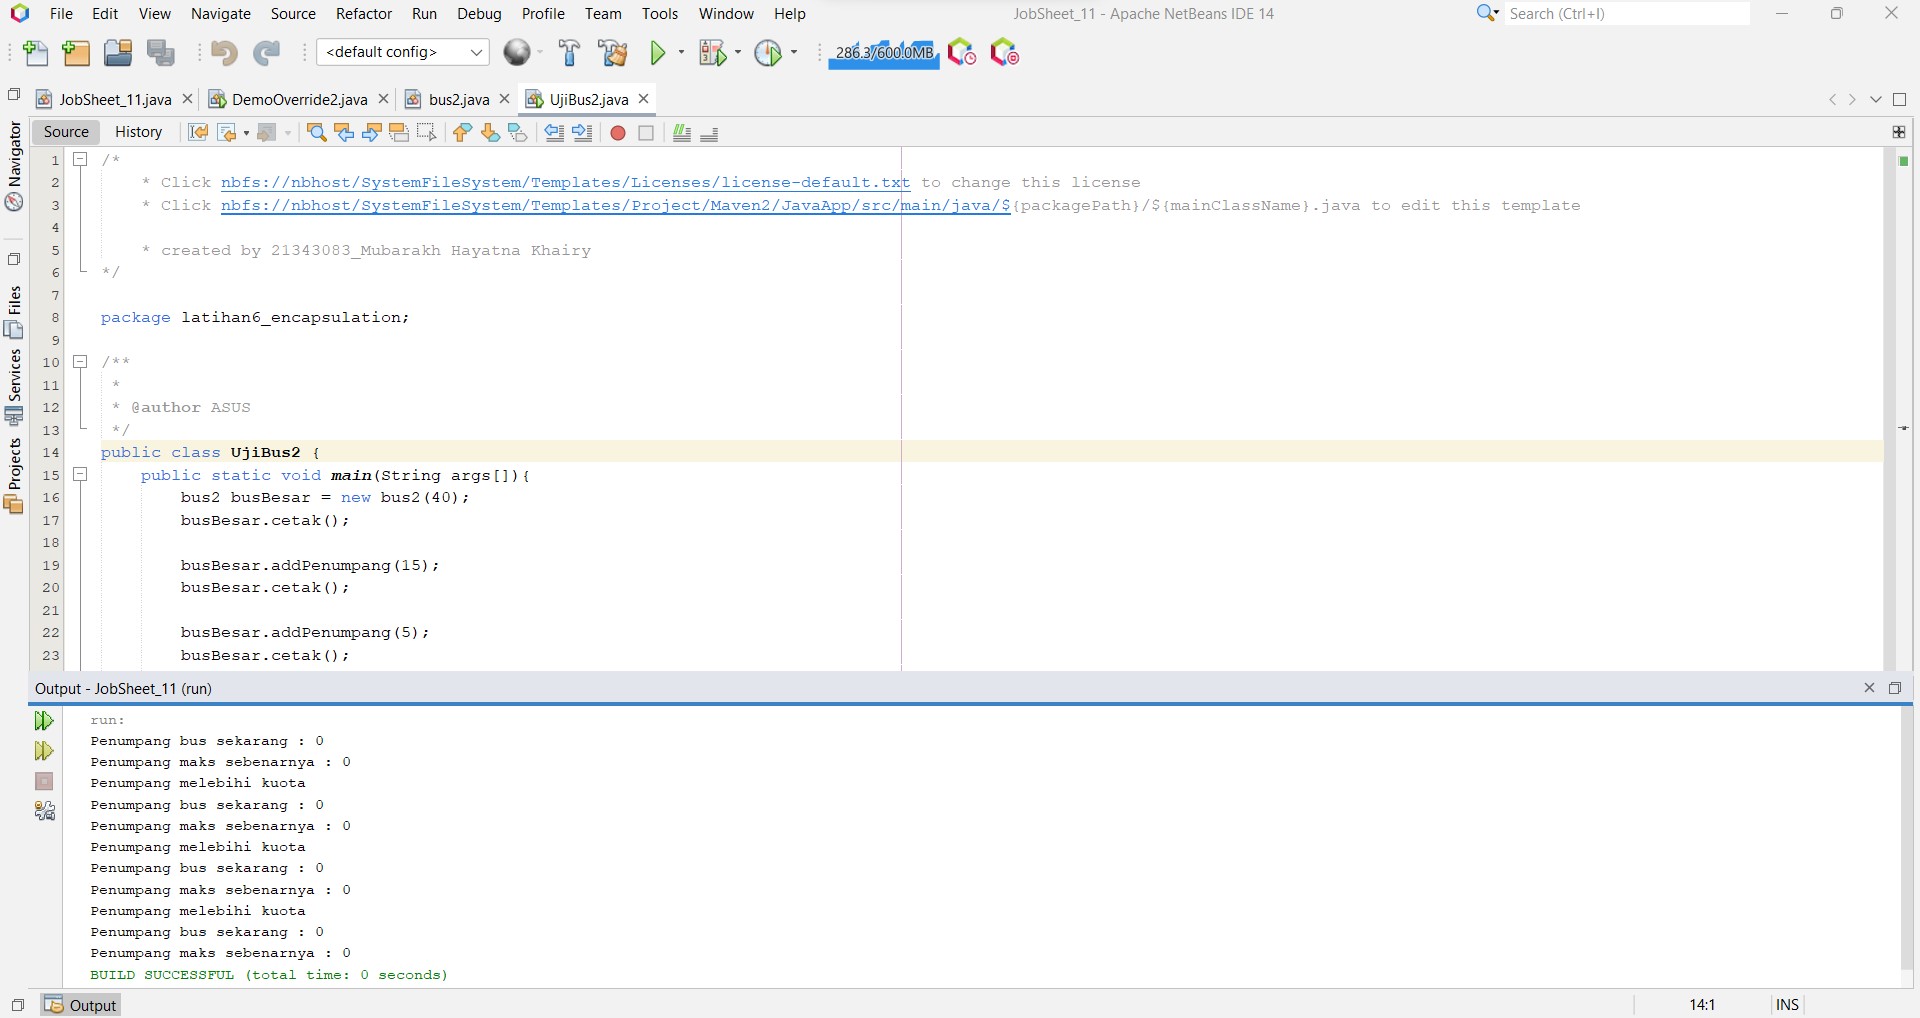 File Edit View Navigate Source Refactor Run Debug Profile Team Tools Window Help
JobSheet_11 - Apache NetBeans IDE 14
Search (Ctrl+I)
<default config>
286.3/600.0MB
JobSheet_11.java
DemoOverride2.java
bus2.java
UjiBus2.java
Source
History
Navigator
Files
Services
Projects
1 /*
2 * Click nbfs://nbhost/SystemFileSystem/Templates/Licenses/license-default.txt to change this license
3 * Click nbfs://nbhost/SystemFileSystem/Templates/Project/Maven2/JavaApp/src/main/java/${packagePath}/${mainClassName}.java to edit this template
4
5 * created by 21343083_Mubarakh Hayatna Khairy
6 */
7
8 package latihan6_encapsulation;
9
10 /**
11 *
12 * @author ASUS
13 */
14 public class UjiBus2 {
15 public static void main(String args[]){
16 bus2 busBesar = new bus2(40);
17 busBesar.cetak();
18
19 busBesar.addPenumpang(15);
20 busBesar.cetak();
21
22 busBesar.addPenumpang(5);
23 busBesar.cetak();
Output - JobSheet_11 (run)
run:
Penumpang bus sekarang : 0
Penumpang maks sebenarnya : 0
Penumpang melebihi kuota
Penumpang bus sekarang : 0
Penumpang maks sebenarnya : 0
Penumpang melebihi kuota
Penumpang bus sekarang : 0
Penumpang maks sebenarnya : 0
Penumpang melebihi kuota
Penumpang bus sekarang : 0
Penumpang maks sebenarnya : 0
BUILD SUCCESSFUL (total time: 0 seconds)
Output
14:1
INS